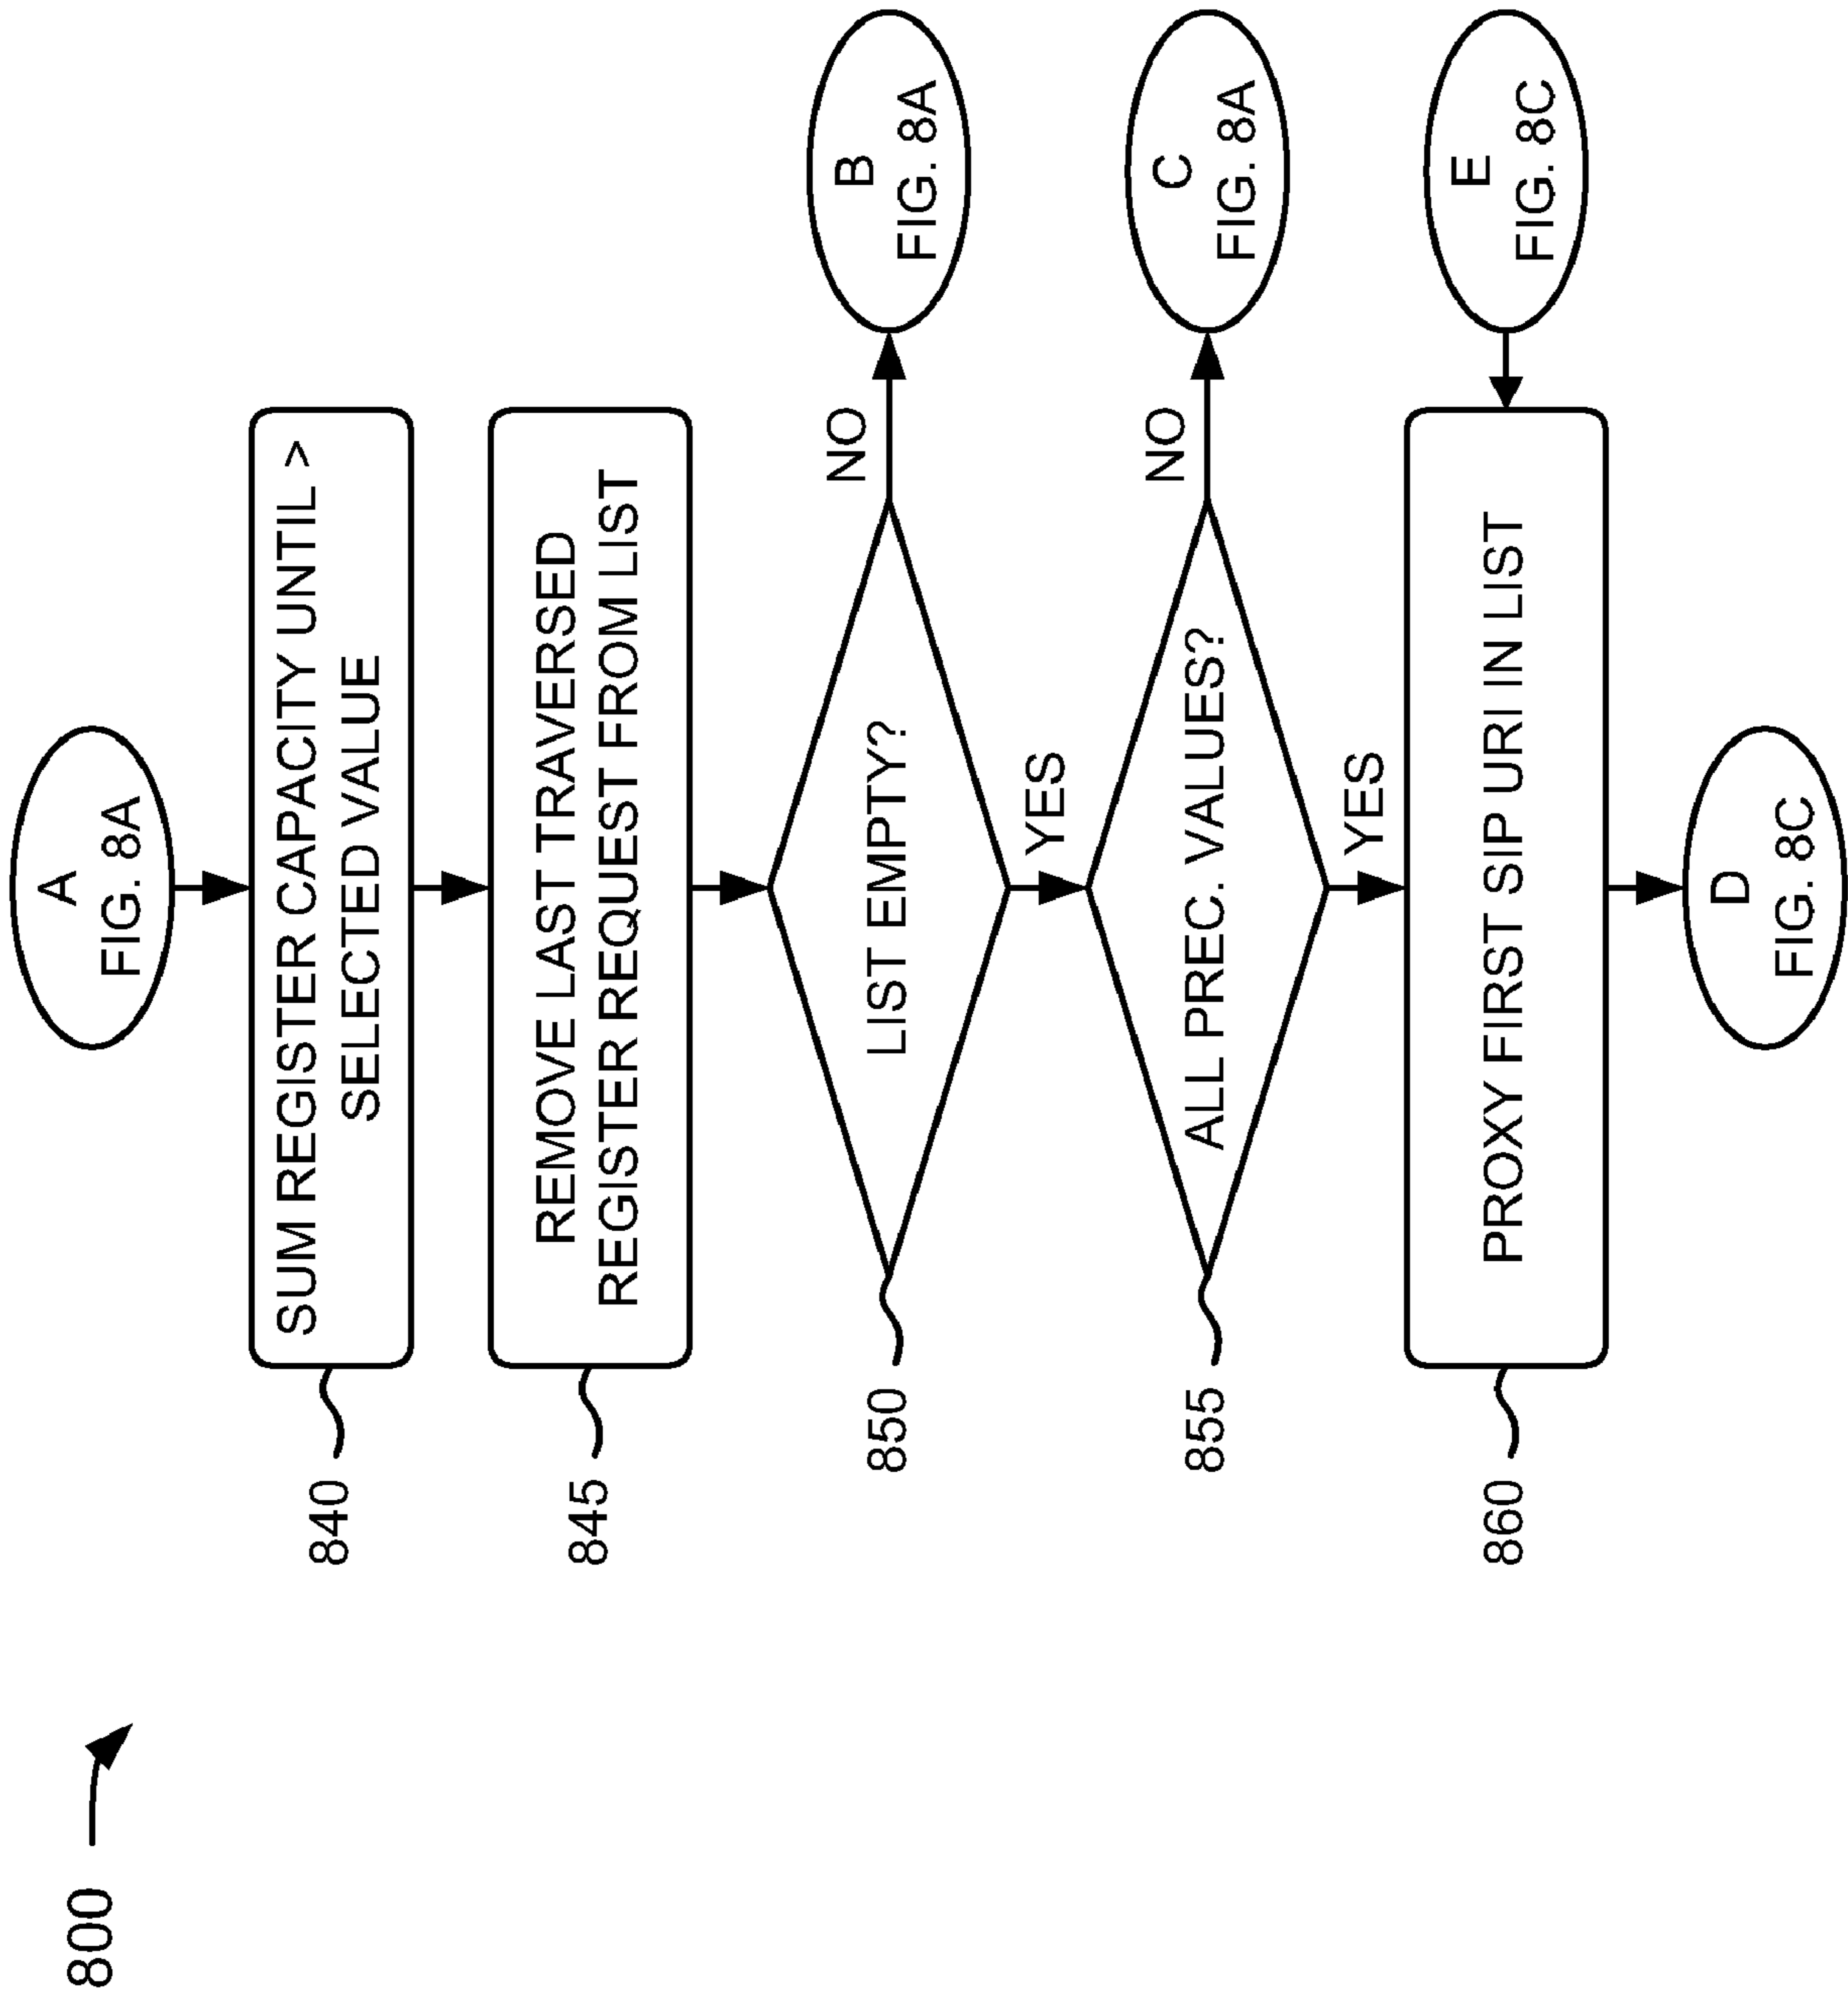 800
A
FIG. 8A
840
SUM REGISTER CAPACITY UNTIL >
SELECTED VALUE
845
REMOVE LAST TRAVERSED
REGISTER REQUEST FROM LIST
850
LIST EMPTY?
NO
B
FIG. 8A
YES
855
ALL PREC. VALUES?
NO
C
FIG. 8A
YES
860
PROXY FIRST SIP URI IN LIST
E
FIG. 8C
D
FIG. 8C